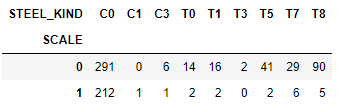 STEEL_KIND C0 C1 C3 T0 T1 T3 T5 T7 T8
SCALE
0 291 0 6 14 16 2 41 29 90
1 212 1 1 2 2 0 2 6 5